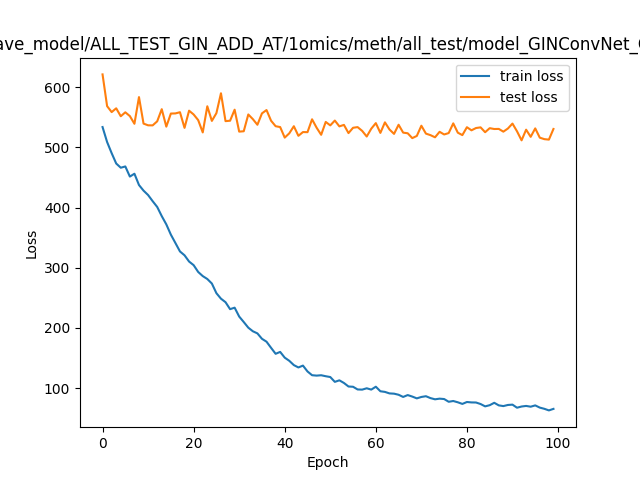 ave_model/ALL_TEST_GIN_ADD_AT/1omics/meth/all_test/model_GINConvNet_
train loss
test loss
600
500
400
300
200
100
Loss
0
20
40
60
80
100
Epoch